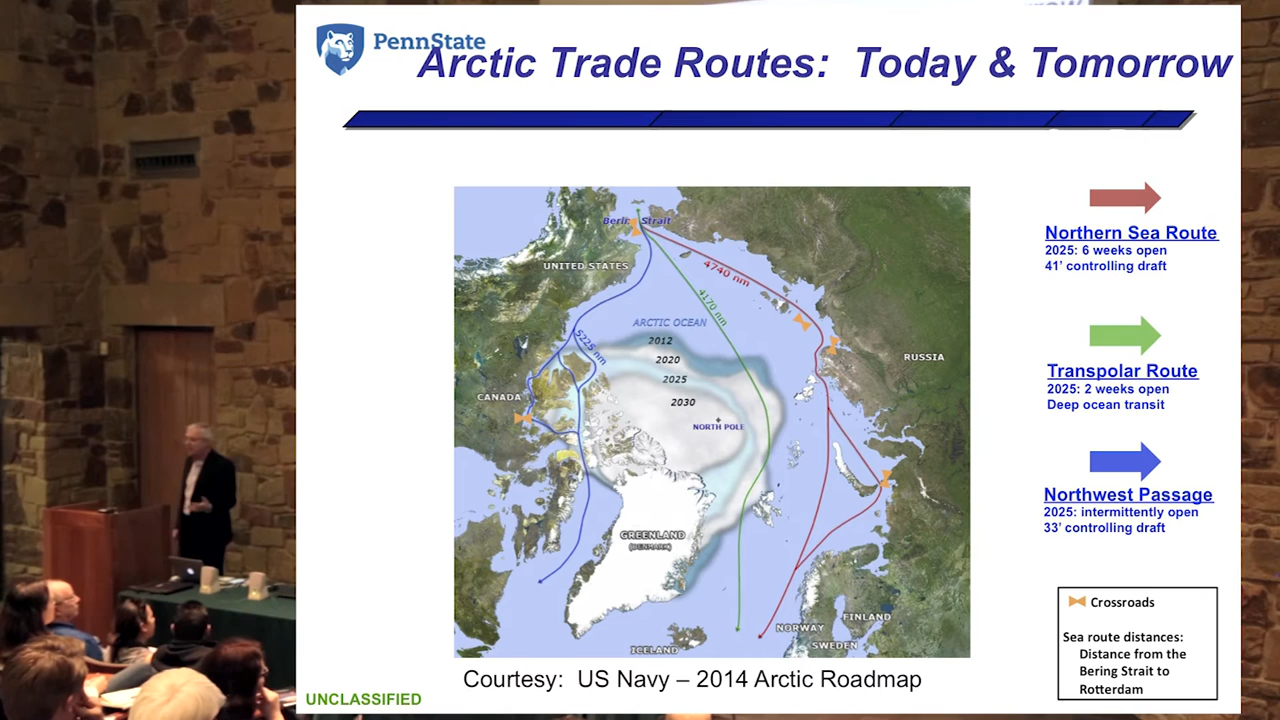 PennState
Arctic Trade Routes: Today & Tomorrow
Bering Strait
UNITED STATES
4740 nm
4170 nm
5225 nm
ARCTIC OCEAN
2012
2020
2025
2030
NORTH POLE
RUSSIA
CANADA
GREENLAND
(DENMARK)
ICELAND
NORWAY
SWEDEN
FINLAND
Northern Sea Route
2025: 6 weeks open
41' controlling draft
Transpolar Route
2025: 2 weeks open
Deep ocean transit
Northwest Passage
2025: intermittently open
33' controlling draft
Crossroads
Sea route distances:
Distance from the
Bering Strait to
Rotterdam
Courtesy: US Navy – 2014 Arctic Roadmap
UNCLASSIFIED